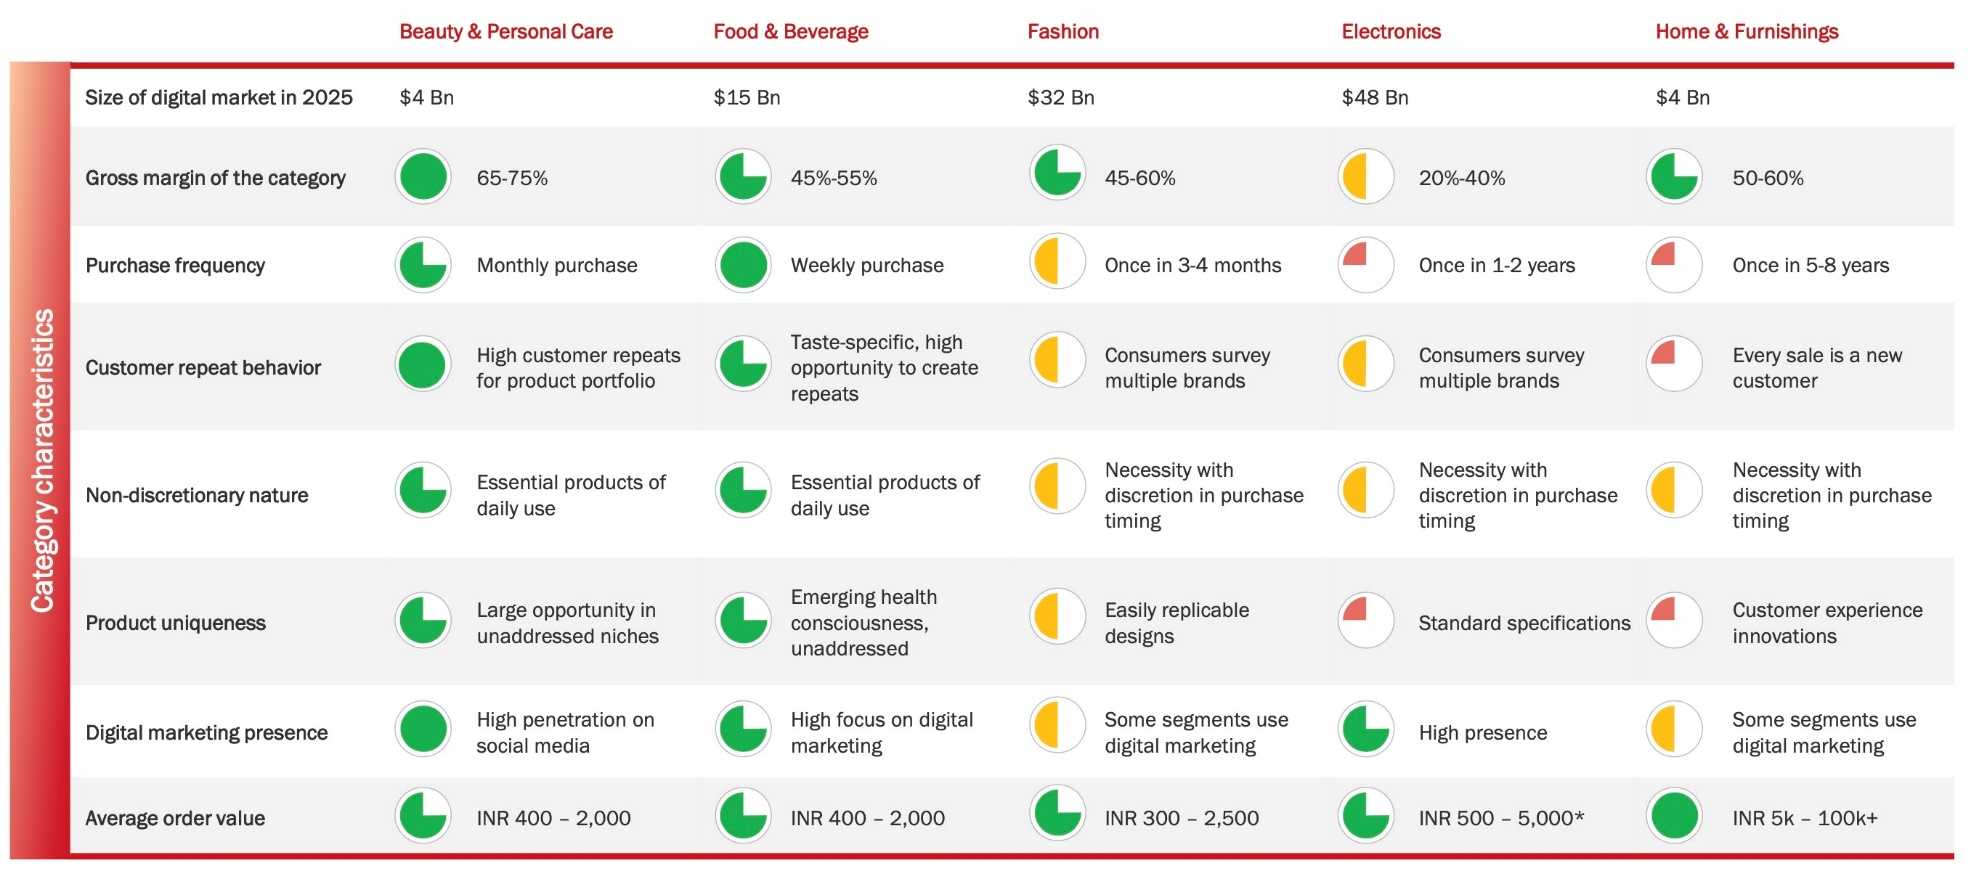 Beauty & Personal Care
Food & Beverage
Fashion
Electronics
Home & Furnishings
Category characteristics
Size of digital market in 2025
$4 Bn
$15 Bn
$32 Bn
$48 Bn
$4 Bn
Gross margin of the category
65-75%
45%-55%
45-60%
20%-40%
50-60%
Purchase frequency
Monthly purchase
Weekly purchase
Once in 3-4 months
Once in 1-2 years
Once in 5-8 years
Customer repeat behavior
High customer repeats
for product portfolio
Taste-specific, high
opportunity to create
repeats
Consumers survey
multiple brands
Consumers survey
multiple brands
Every sale is a new
customer
Non-discretionary nature
Essential products of
daily use
Essential products of
daily use
Necessity with
discretion in purchase
timing
Necessity with
discretion in purchase
timing
Necessity with
discretion in purchase
timing
Product uniqueness
Large opportunity in
unaddressed niches
Emerging health
consciousness,
unaddressed
Easily replicable
designs
Standard specifications
Customer experience
innovations
Digital marketing presence
High penetration on
social media
High focus on digital
marketing
Some segments use
digital marketing
High presence
Some segments use
digital marketing
Average order value
INR 400 – 2,000
INR 400 – 2,000
INR 300 – 2,500
INR 500 – 5,000*
INR 5k – 100k+